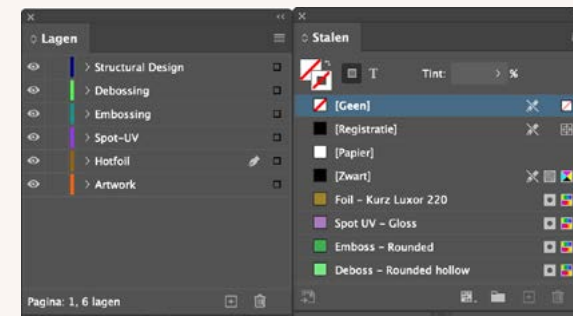 Lagen
Structural Design
Debossing
Embossing
Spot-UV
Hotfoil
Artwork
Pagina: 1, 6 lagen
Stalen
T
Tint:
%
[Geen]
[Registratie]
[Papier]
[Zwart]
Foil - Kurz Luxor 220
Spot UV - Gloss
Emboss - Rounded
Deboss - Rounded hollow